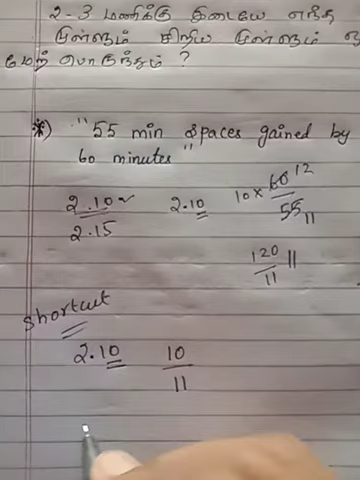 2-3 மணிக்கு இடையே எந்த
முள்ளும் சிறிய முள்ளும் ஒ
பொருந்தும் ?
*) "55 min spaces gained by
60 minutes"
2.10 2.10 10 × 60 12
2.15 55 11
120
11
shortcut
2.10 10
11